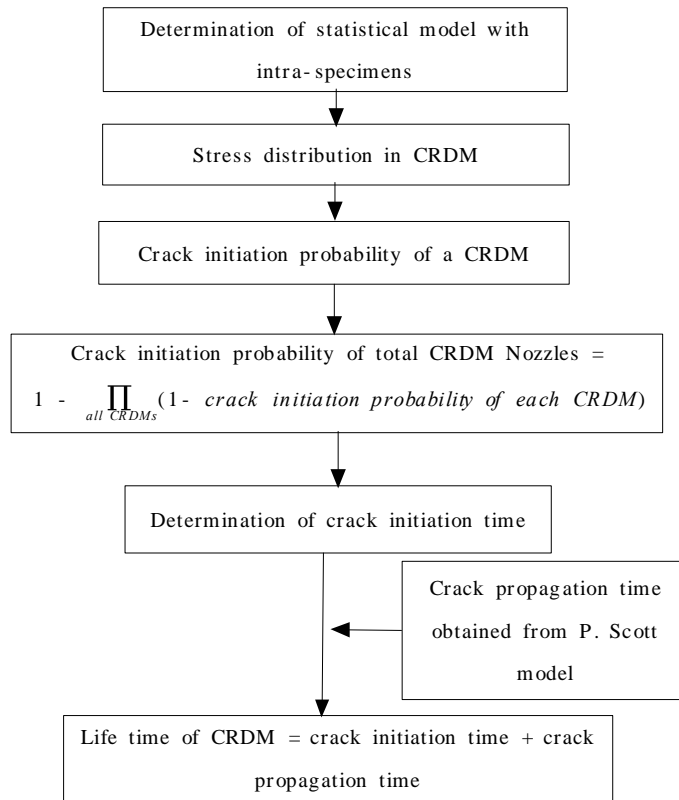 Determination of statistical model with
intra-specimens
Stress distribution in CRDM
Crack initiation probability of a CRDM
Crack initiation probability of total CRDM Nozzles =
1 - ∏ (1- crack initiation probability of each CRDM)
all CRDMs
Determination of crack initiation time
Crack propagation time
obtained from P. Scott
model
Life time of CRDM = crack initiation time + crack
propagation time